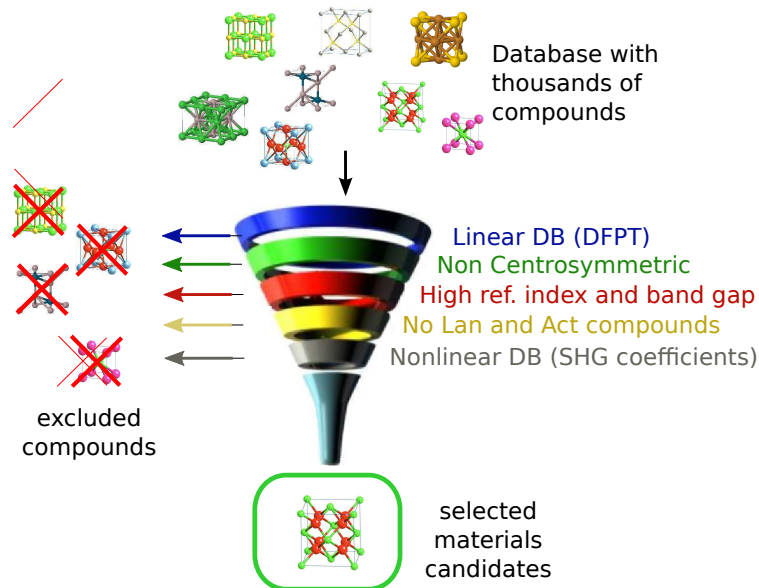 Database with
thousands of
compounds
Linear DB (DFPT)
Non Centrosymmetric
High ref. index and band gap
No Lan and Act compounds
Nonlinear DB (SHG coefficients)
excluded
compounds
selected
materials
candidates